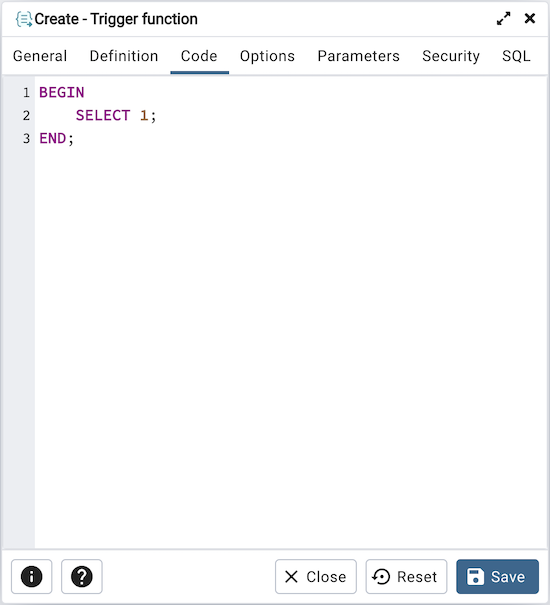 Create - Trigger function
General Definition Code Options Parameters Security SQL
1 BEGIN
2     SELECT 1;
3 END;
Close Reset Save